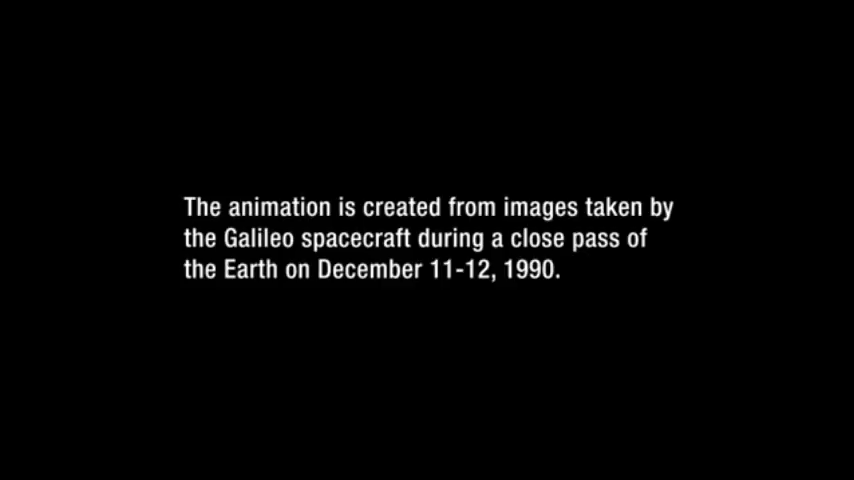 The animation is created from images taken by
the Galileo spacecraft during a close pass of
the Earth on December 11-12, 1990.